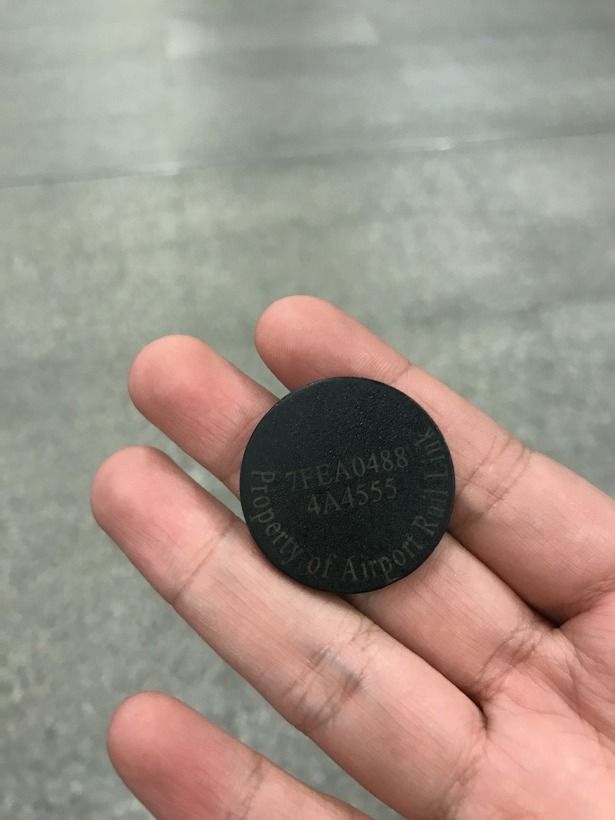 7FEA0488
4A4555
Property of Airport Rail Link